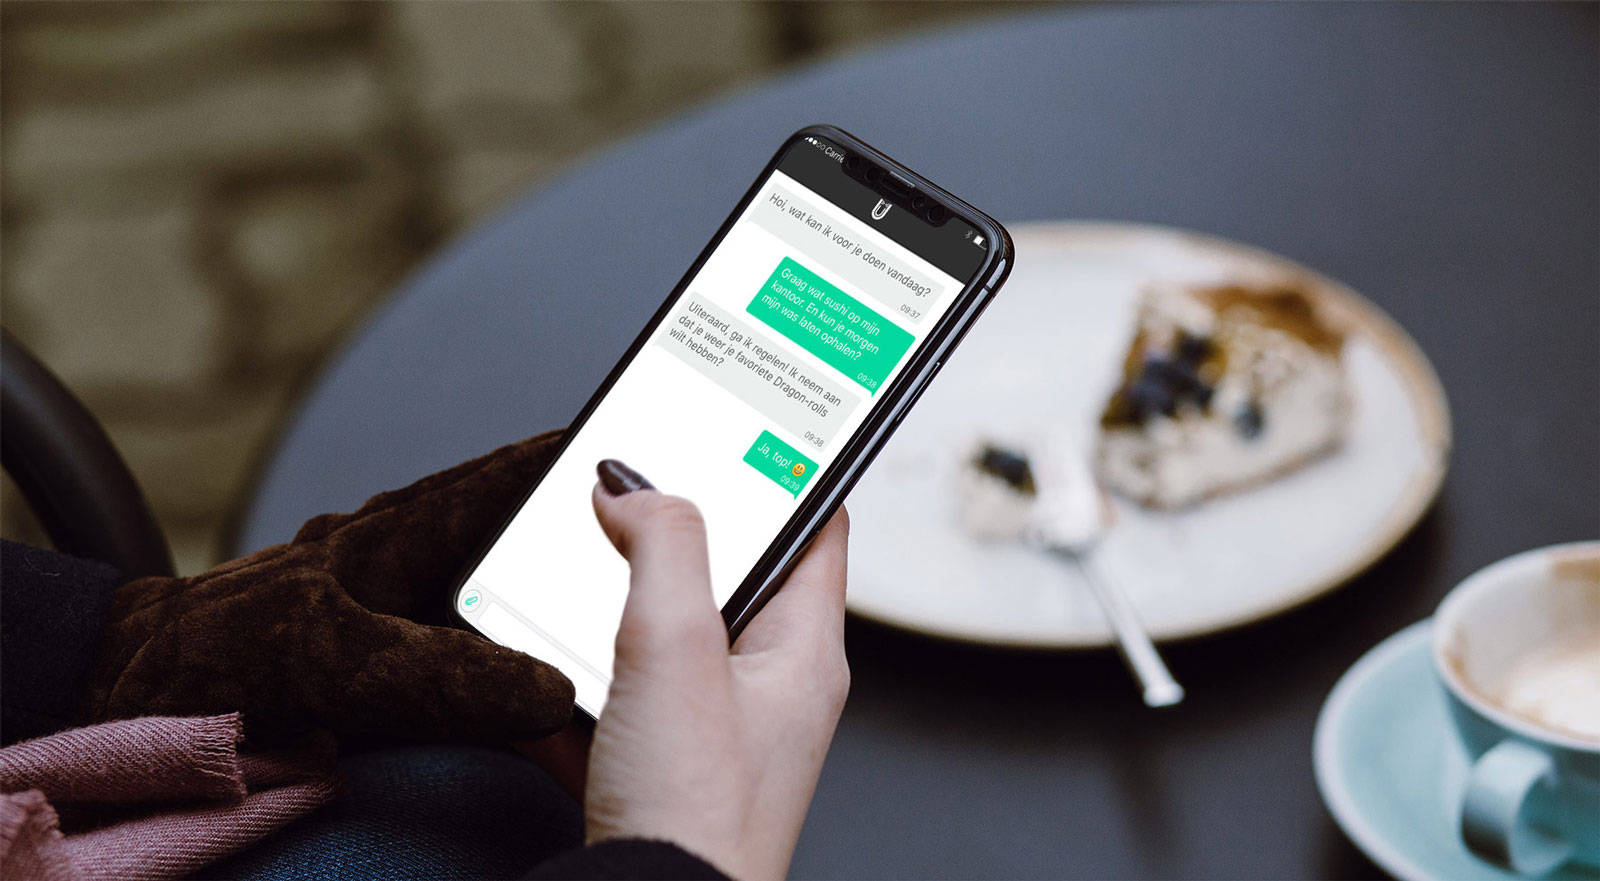 Carrie
Hoi, wat kan ik voor je doen vandaag?
09:37
Graag wat sushi op mijn
kantoor. En kun je morgen
mijn was laten ophalen?
09:38
Uiteraard, ga ik regelen! Ik neem aan
dat je weer je favoriete Dragon-rolls
wilt hebben?
09:38
Ja, top! 😃
09:39